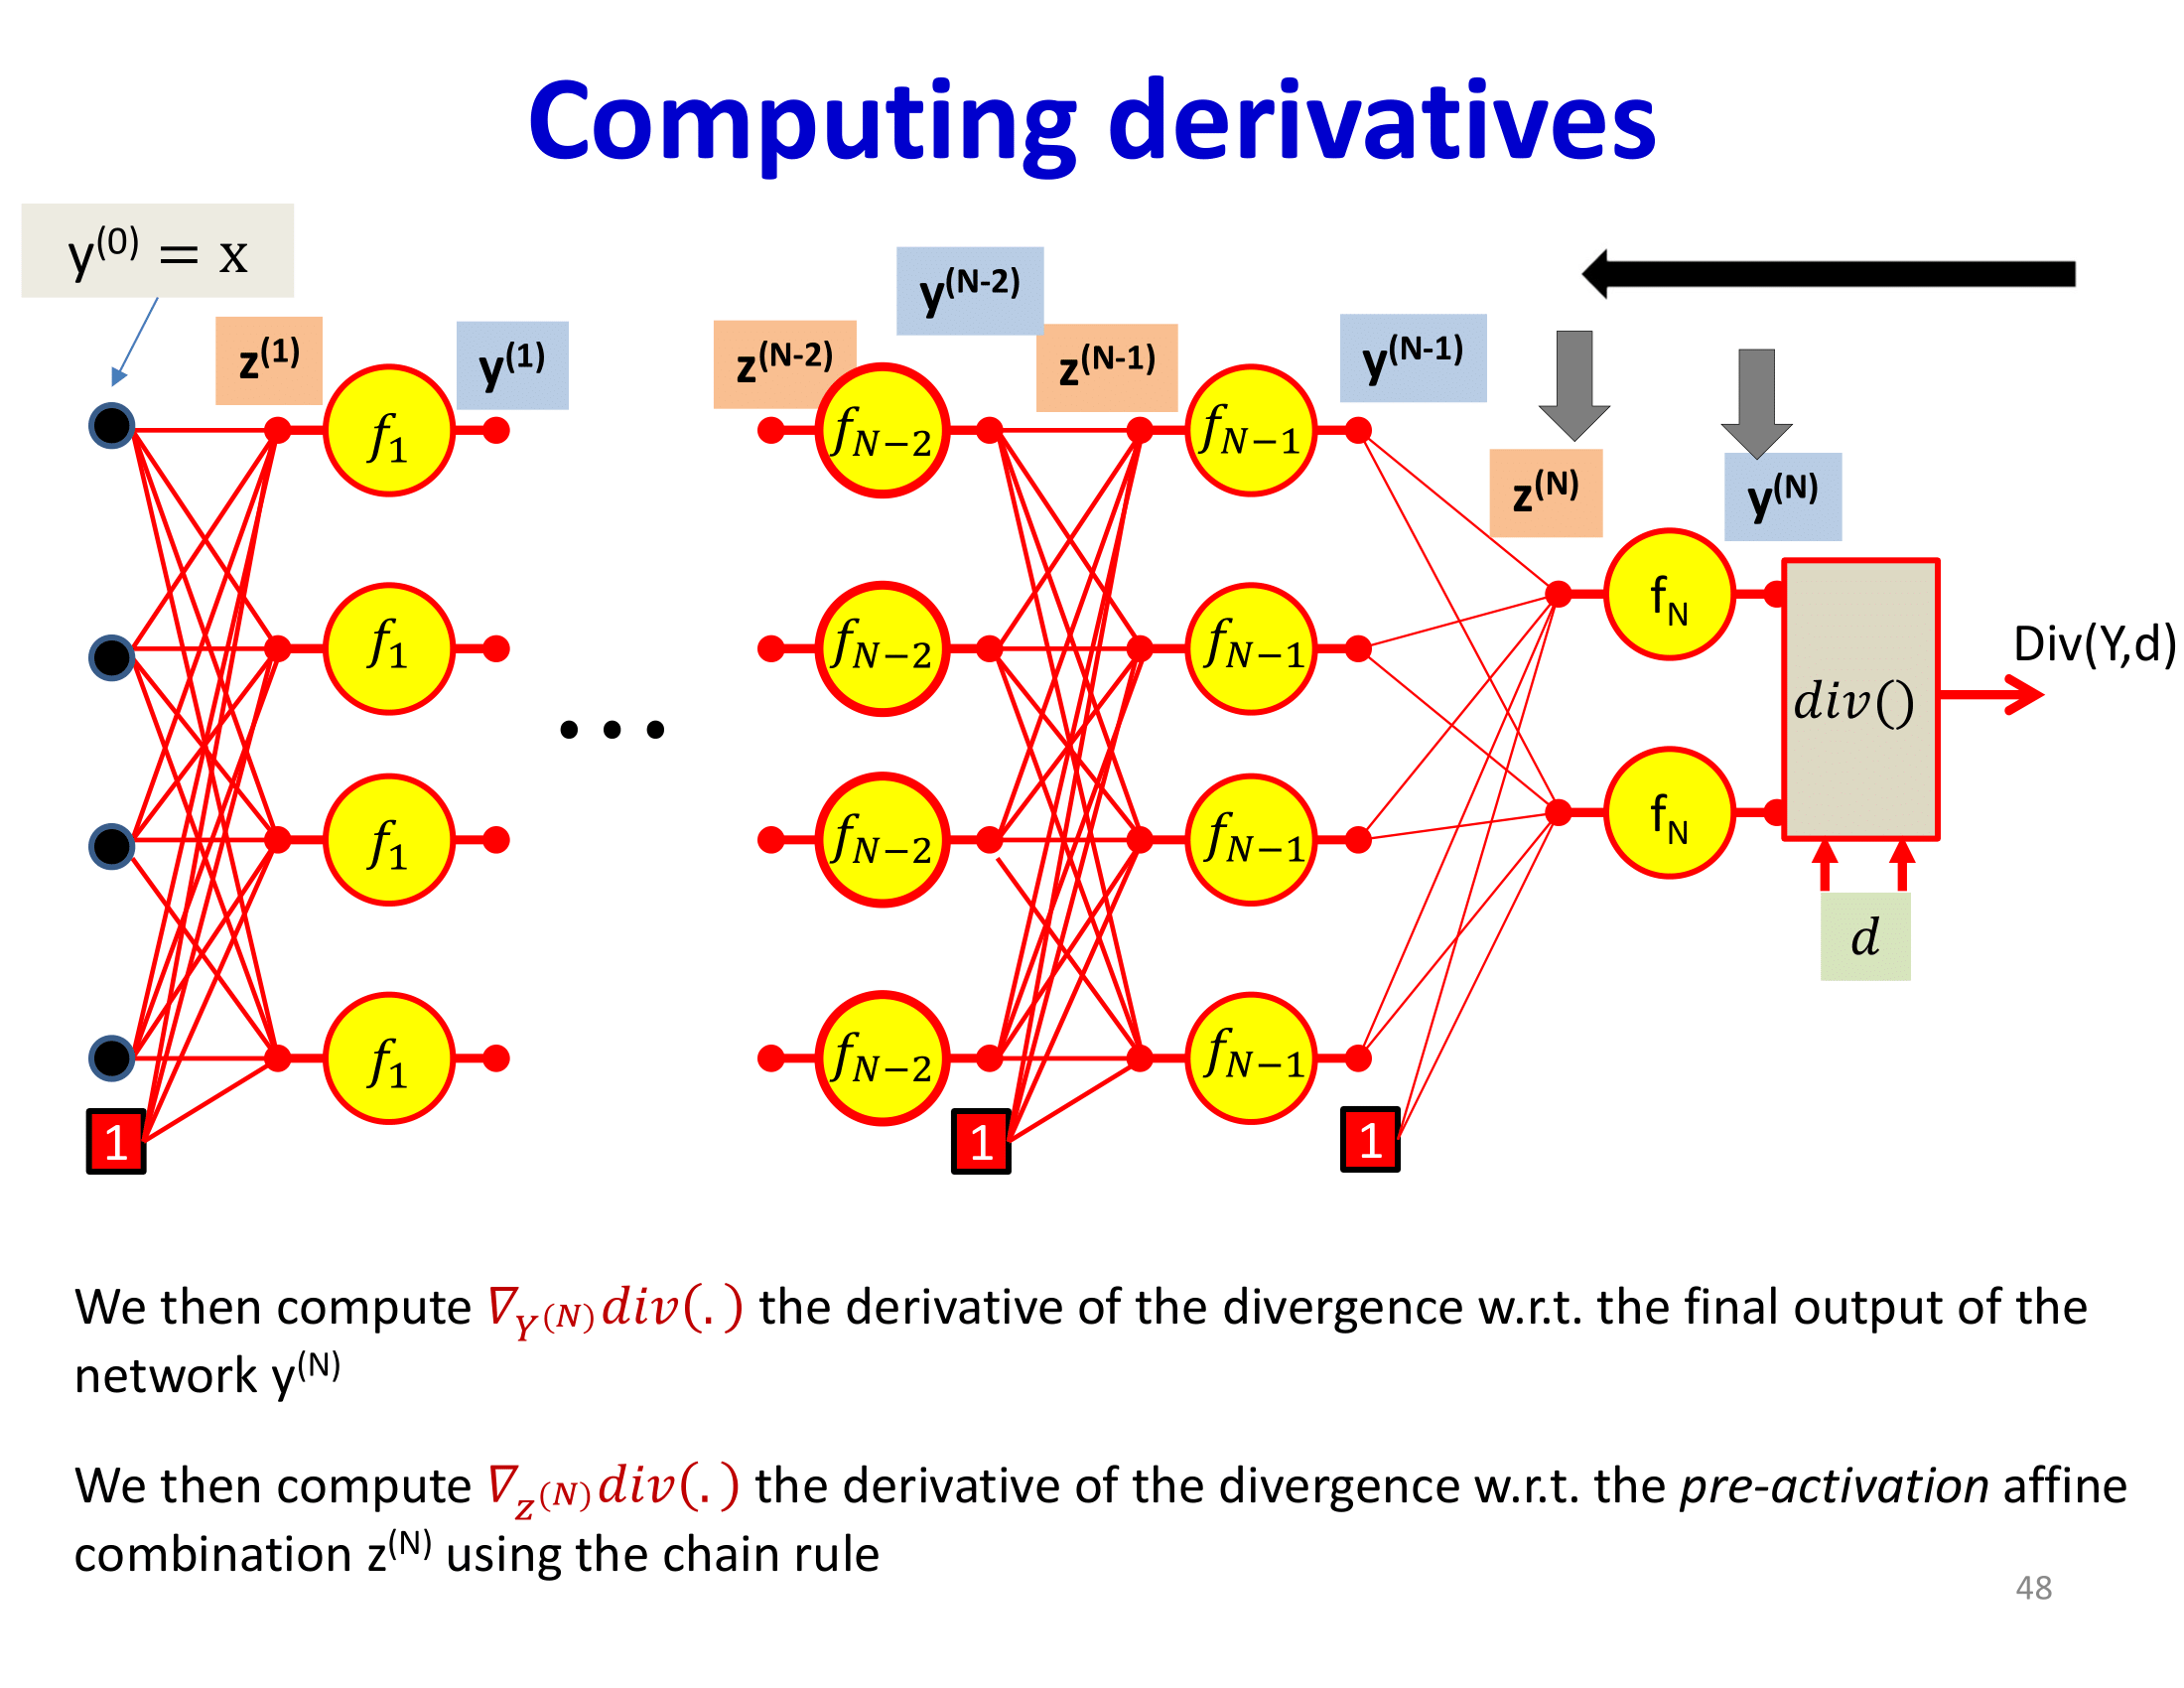 Computing derivatives
y^(0) = x
z^(1)
y^(1)
z^(N-2)
y^(N-2)
z^(N-1)
y^(N-1)
z^(N)
y^(N)
f_1
f_{N-2}
f_{N-1}
f_N
f_1
f_{N-2}
f_{N-1}
f_N
f_1
f_{N-2}
f_{N-1}
f_1
f_{N-2}
f_{N-1}
...
div()
Div(Y,d)
d
1
1
1
We then compute ∇_{Y^(N)} div(.) the derivative of the divergence w.r.t. the final output of the
network y^(N)
We then compute ∇_{z^(N)} div(.) the derivative of the divergence w.r.t. the pre-activation affine
combination z^(N) using the chain rule
48